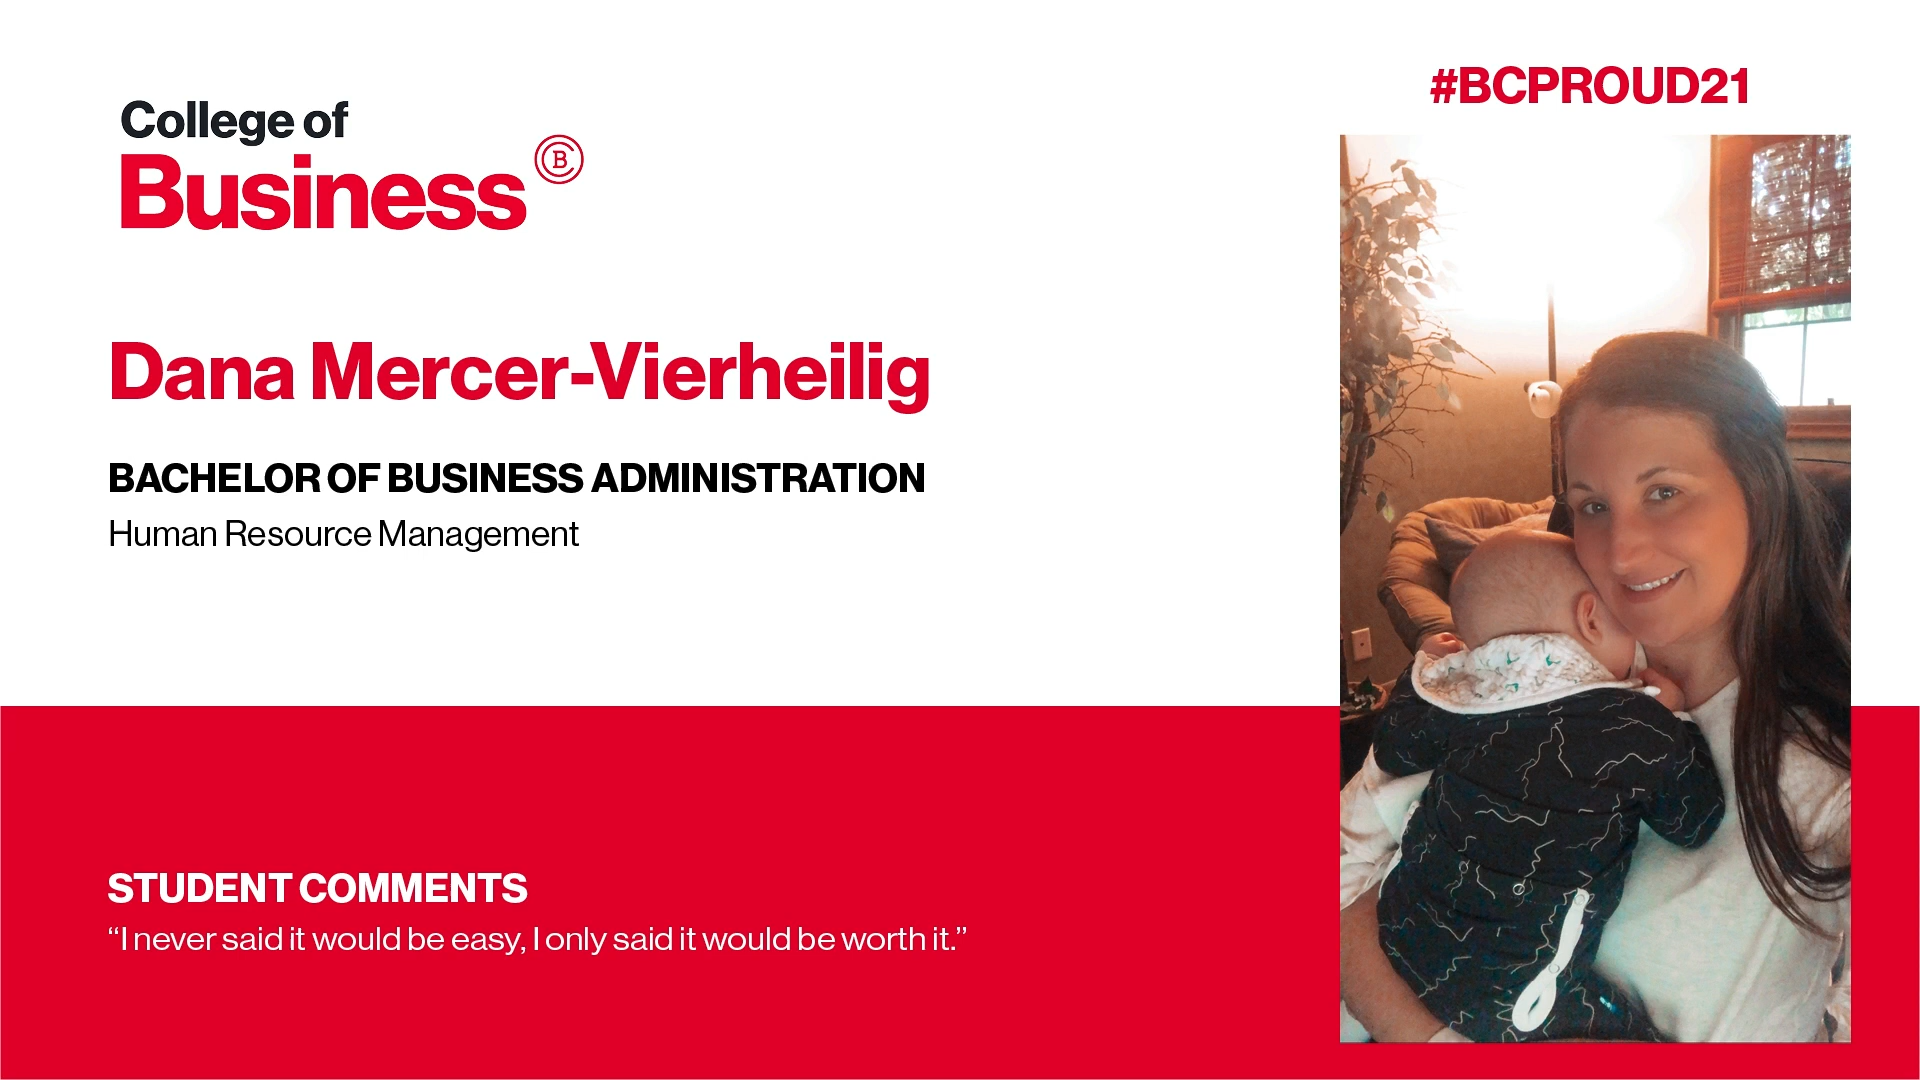 #BCPROUD21
College of
Business
B
Dana Mercer-Vierheilig
BACHELOR OF BUSINESS ADMINISTRATION
Human Resource Management
STUDENT COMMENTS
“I never said it would be easy, I only said it would be worth it.”